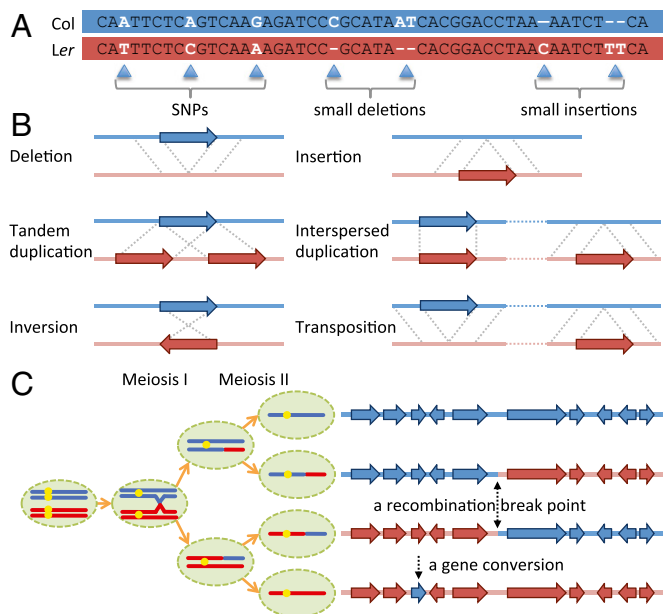 A
Col CAATTCTCAGTCAAGAGATCCCGCATAATCACGGACCTAA–AATCT--CA
Ler CATTTCTCCGTCAAAAGATCC–GCATA--CACGGACCTAACAATCTTTCA
SNPs small deletions small insertions
B
Deletion Insertion
Tandem duplication Interspersed duplication
Inversion Transposition
C
Meiosis I Meiosis II
a recombination break point
a gene conversion